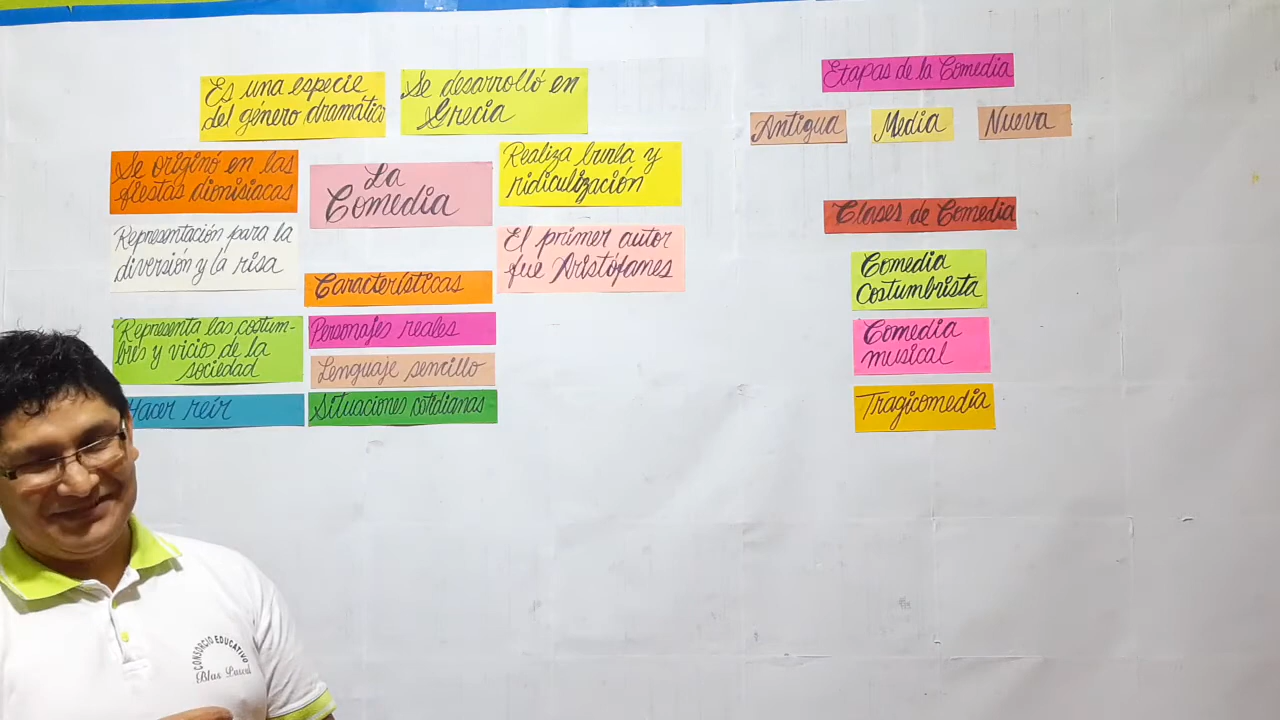 Es una especie
del género dramático
Se desarrolló en
Grecia
Se originó en las
fiestas dionisiacas
La
Comedia
Realiza burla y
ridiculización
Representación para la
diversión y la risa
El primer autor
fue Aristófanes
Características
Representa las costum-
bres y vicios de la
sociedad
Personajes reales
Lenguaje sencillo
Hacer reír
Situaciones cotidianas
Etapas de la Comedia
Antigua
Media
Nueva
Clases de Comedia
Comedia
Costumbrista
Comedia
musical
Tragicomedia
CONSORCIO EDUCATIVO
Blas Pascal